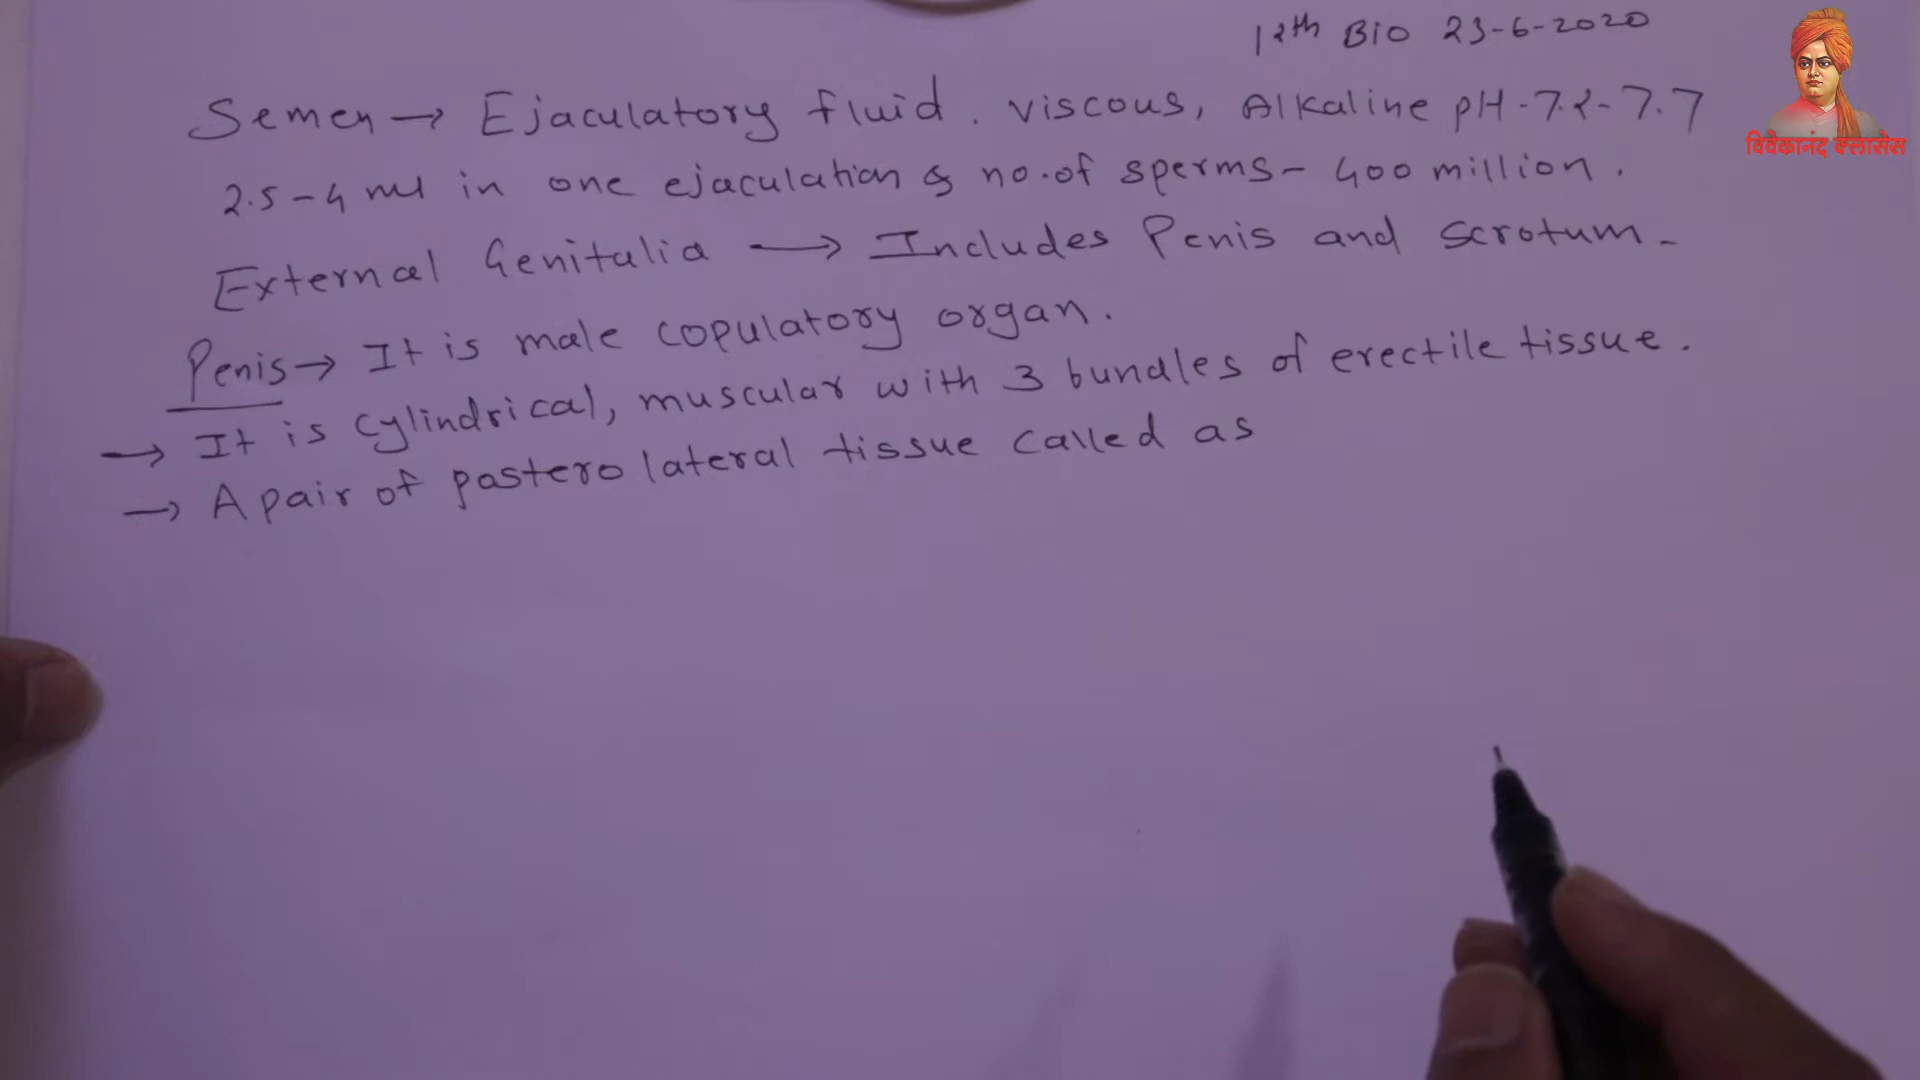 12th Bio 23-6-2020
विवेकानंद क्लासेस
Semen → Ejaculatory fluid. viscous, Alkaline pH-7.2-7.7
2.5-4 ml in one ejaculation & no.of sperms- 400 million.
External Genitalia → Includes Penis and scrotum.
Penis → It is male copulatory organ.
→ It is cylindrical, muscular with 3 bundles of erectile tissue.
→ A pair of postero lateral tissue called as